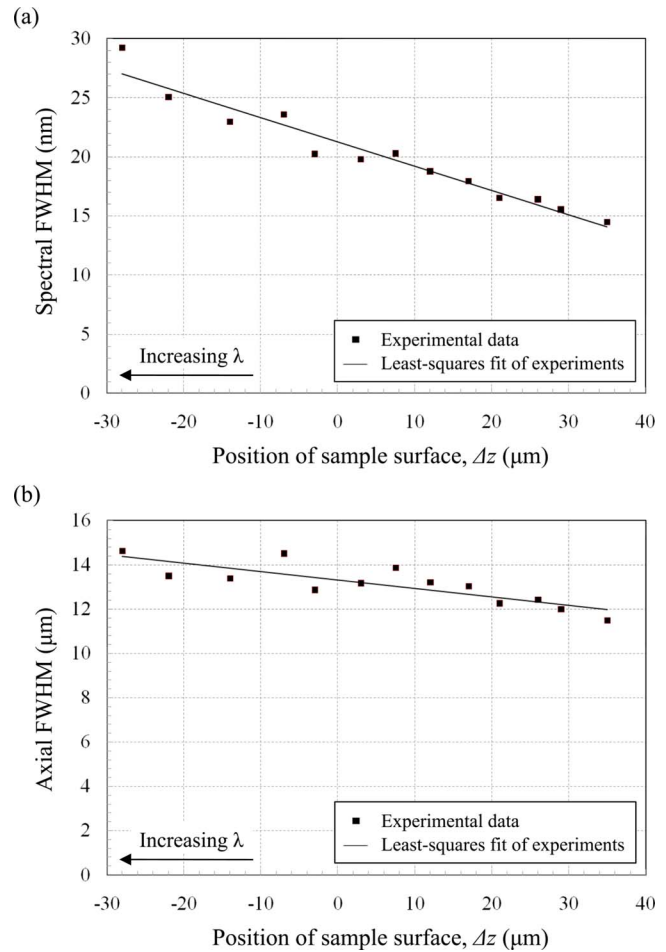 (a)
30
25
20
15
10
5
0
Spectral FWHM (nm)
Experimental data
Least-squares fit of experiments
Increasing λ
-30 -20 -10 0 10 20 30 40
Position of sample surface, Δz (μm)
(b)
16
14
12
10
8
6
4
2
0
Axial FWHM (μm)
Experimental data
Least-squares fit of experiments
Increasing λ
-30 -20 -10 0 10 20 30 40
Position of sample surface, Δz (μm)